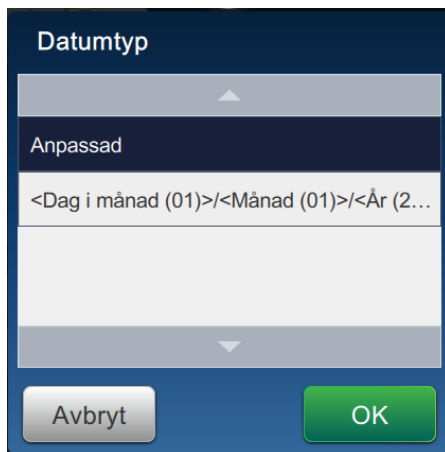 Datumtyp
Anpassad
<Dag i månad (01)>/<Månad (01)>/<År (2...
Avbryt
OK